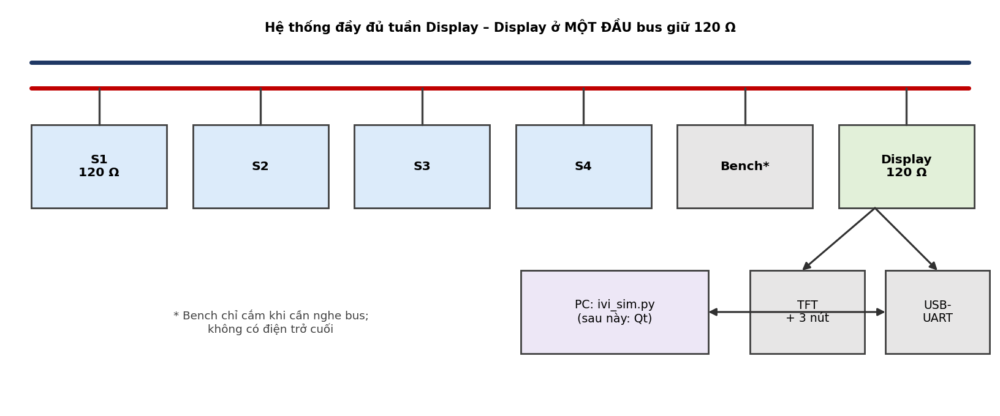 Hệ thống đầy đủ tuần Display – Display ở MỘT ĐẦU bus giữ 120 Ω
S1
120 Ω
S2
S3
S4
Bench*
Display
120 Ω
PC: ivi_sim.py
(sau này: Qt)
TFT
+ 3 nút
USB-
UART
* Bench chỉ cắm khi cần nghe bus;
không có điện trở cuối